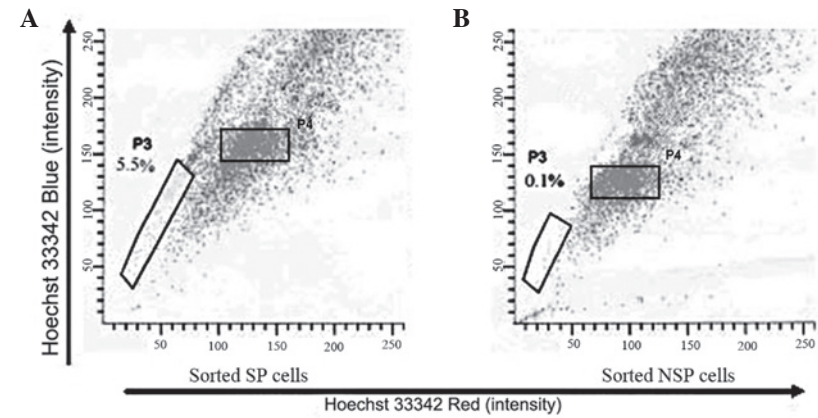 A
B
Hoechst 33342 Blue (intensity)
250
200
150
100
50
P3
5.5%
P4
50
100
150
200
250
Sorted SP cells
250
200
150
100
50
P3
0.1%
P4
50
100
150
200
250
Sorted NSP cells
Hoechst 33342 Red (intensity)